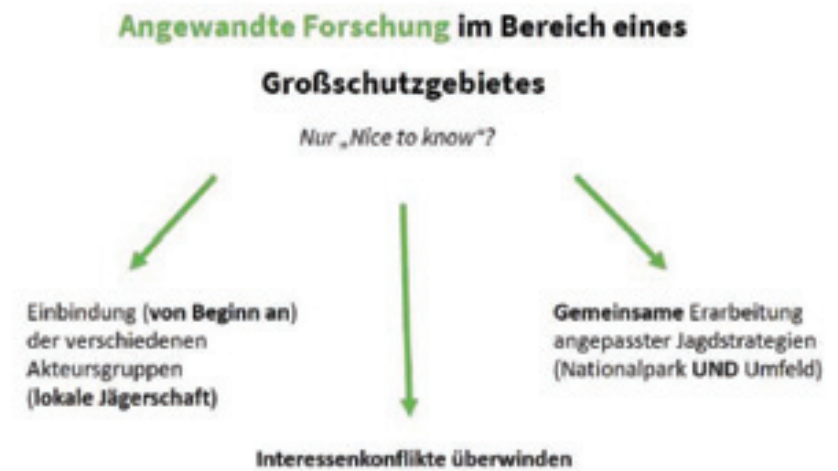 Angewandte Forschung im Bereich eines
Großschutzgebietes
Nur „Nice to know“?
Einbindung (von Beginn an)
der verschiedenen
Akteursgruppen
(lokale Jägerschaft)
Gemeinsame Erarbeitung
angepasster Jagdstrategien
(Nationalpark UND Umfeld)
Interessenkonflikte überwinden